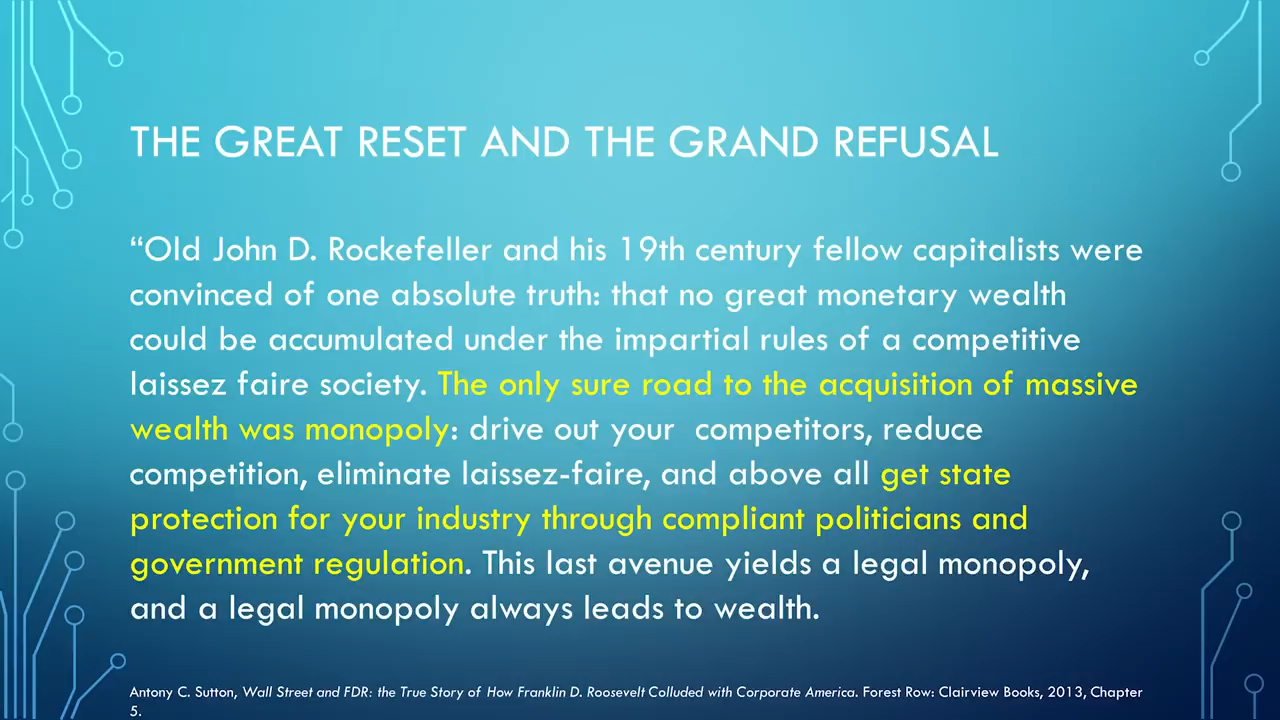 THE GREAT RESET AND THE GRAND REFUSAL
“Old John D. Rockefeller and his 19th century fellow capitalists were
convinced of one absolute truth: that no great monetary wealth
could be accumulated under the impartial rules of a competitive
laissez faire society. The only sure road to the acquisition of massive
wealth was monopoly: drive out your  competitors, reduce
competition, eliminate laissez-faire, and above all get state
protection for your industry through compliant politicians and
government regulation. This last avenue yields a legal monopoly,
and a legal monopoly always leads to wealth.
Antony C. Sutton, Wall Street and FDR: the True Story of How Franklin D. Roosevelt Colluded with Corporate America. Forest Row: Clairview Books, 2013, Chapter
5.